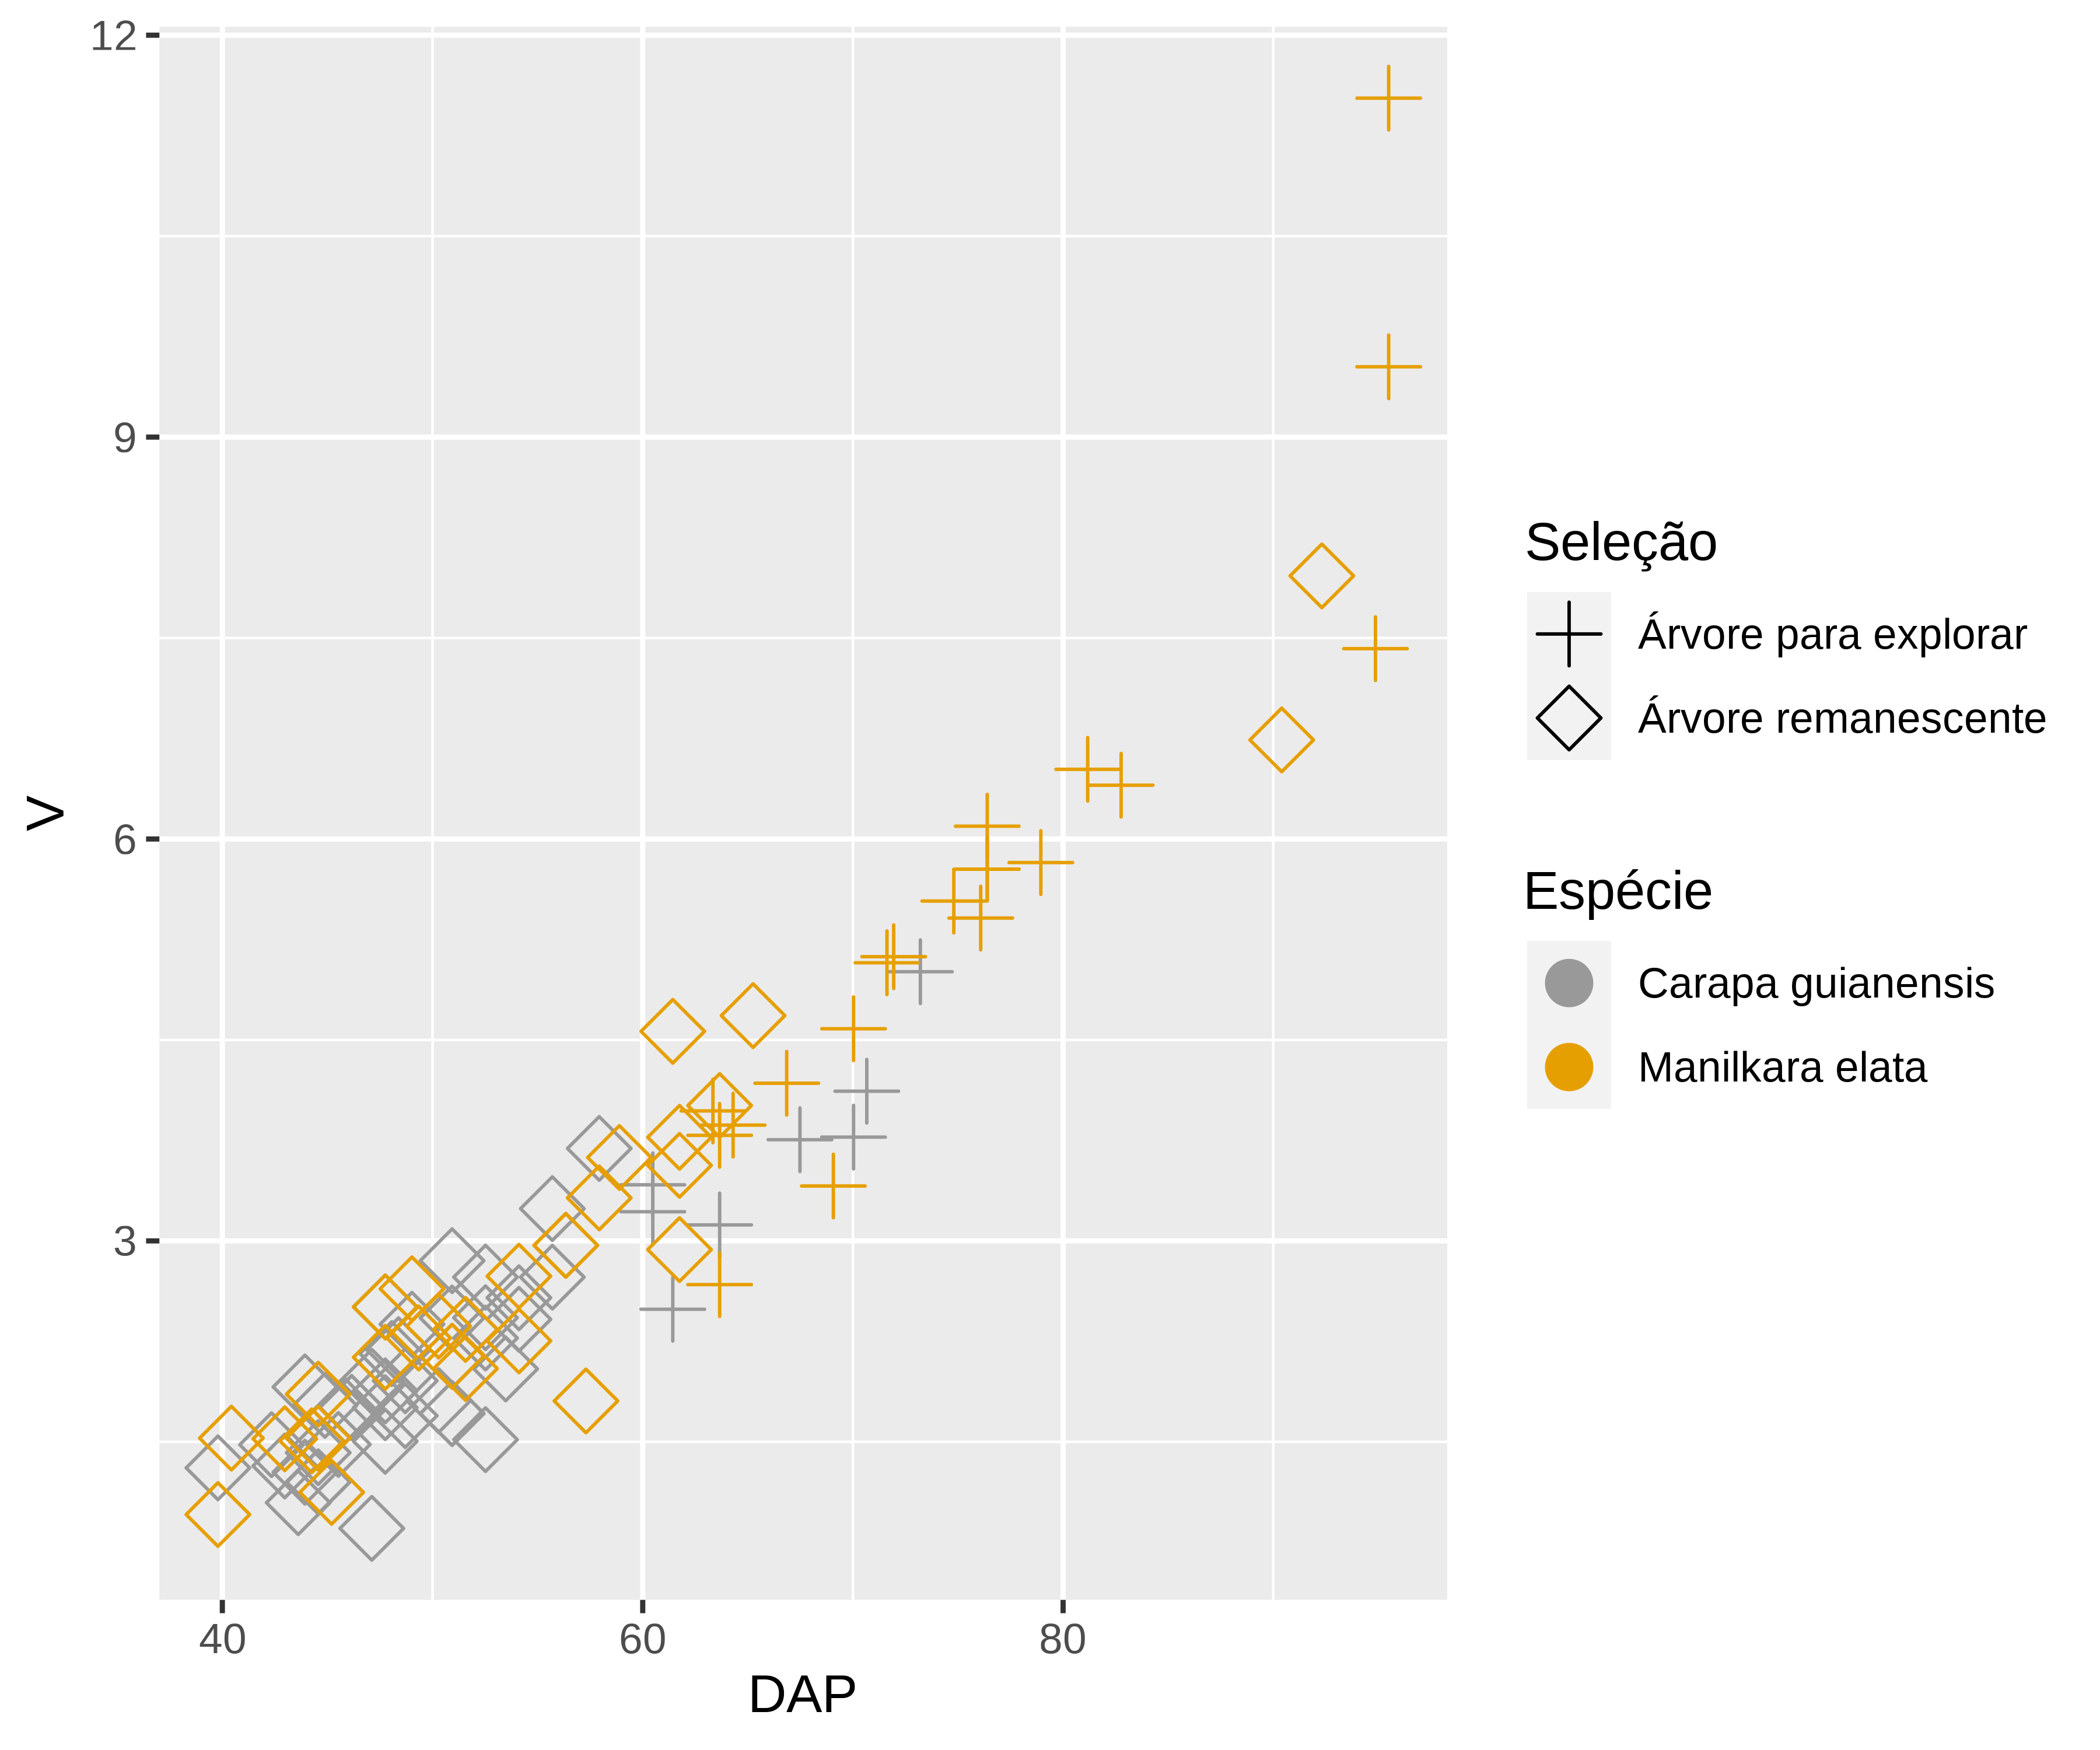 12
9
6
3
V
40 60 80
DAP
Seleção
Árvore para explorar
Árvore remanescente
Espécie
Carapa guianensis
Manilkara elata